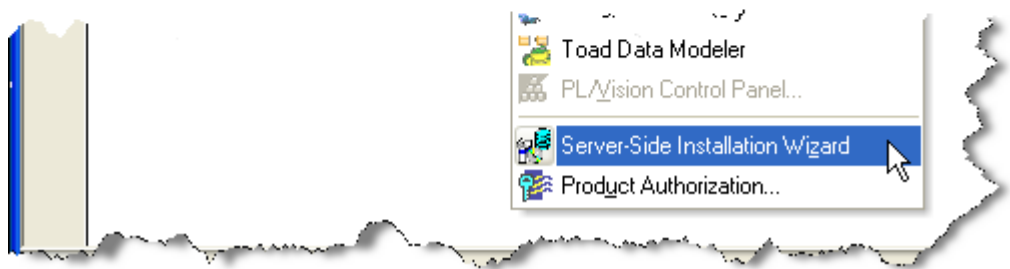 Toad Data Modeler
PL/Vision Control Panel...
Server-Side Installation Wizard
Product Authorization...